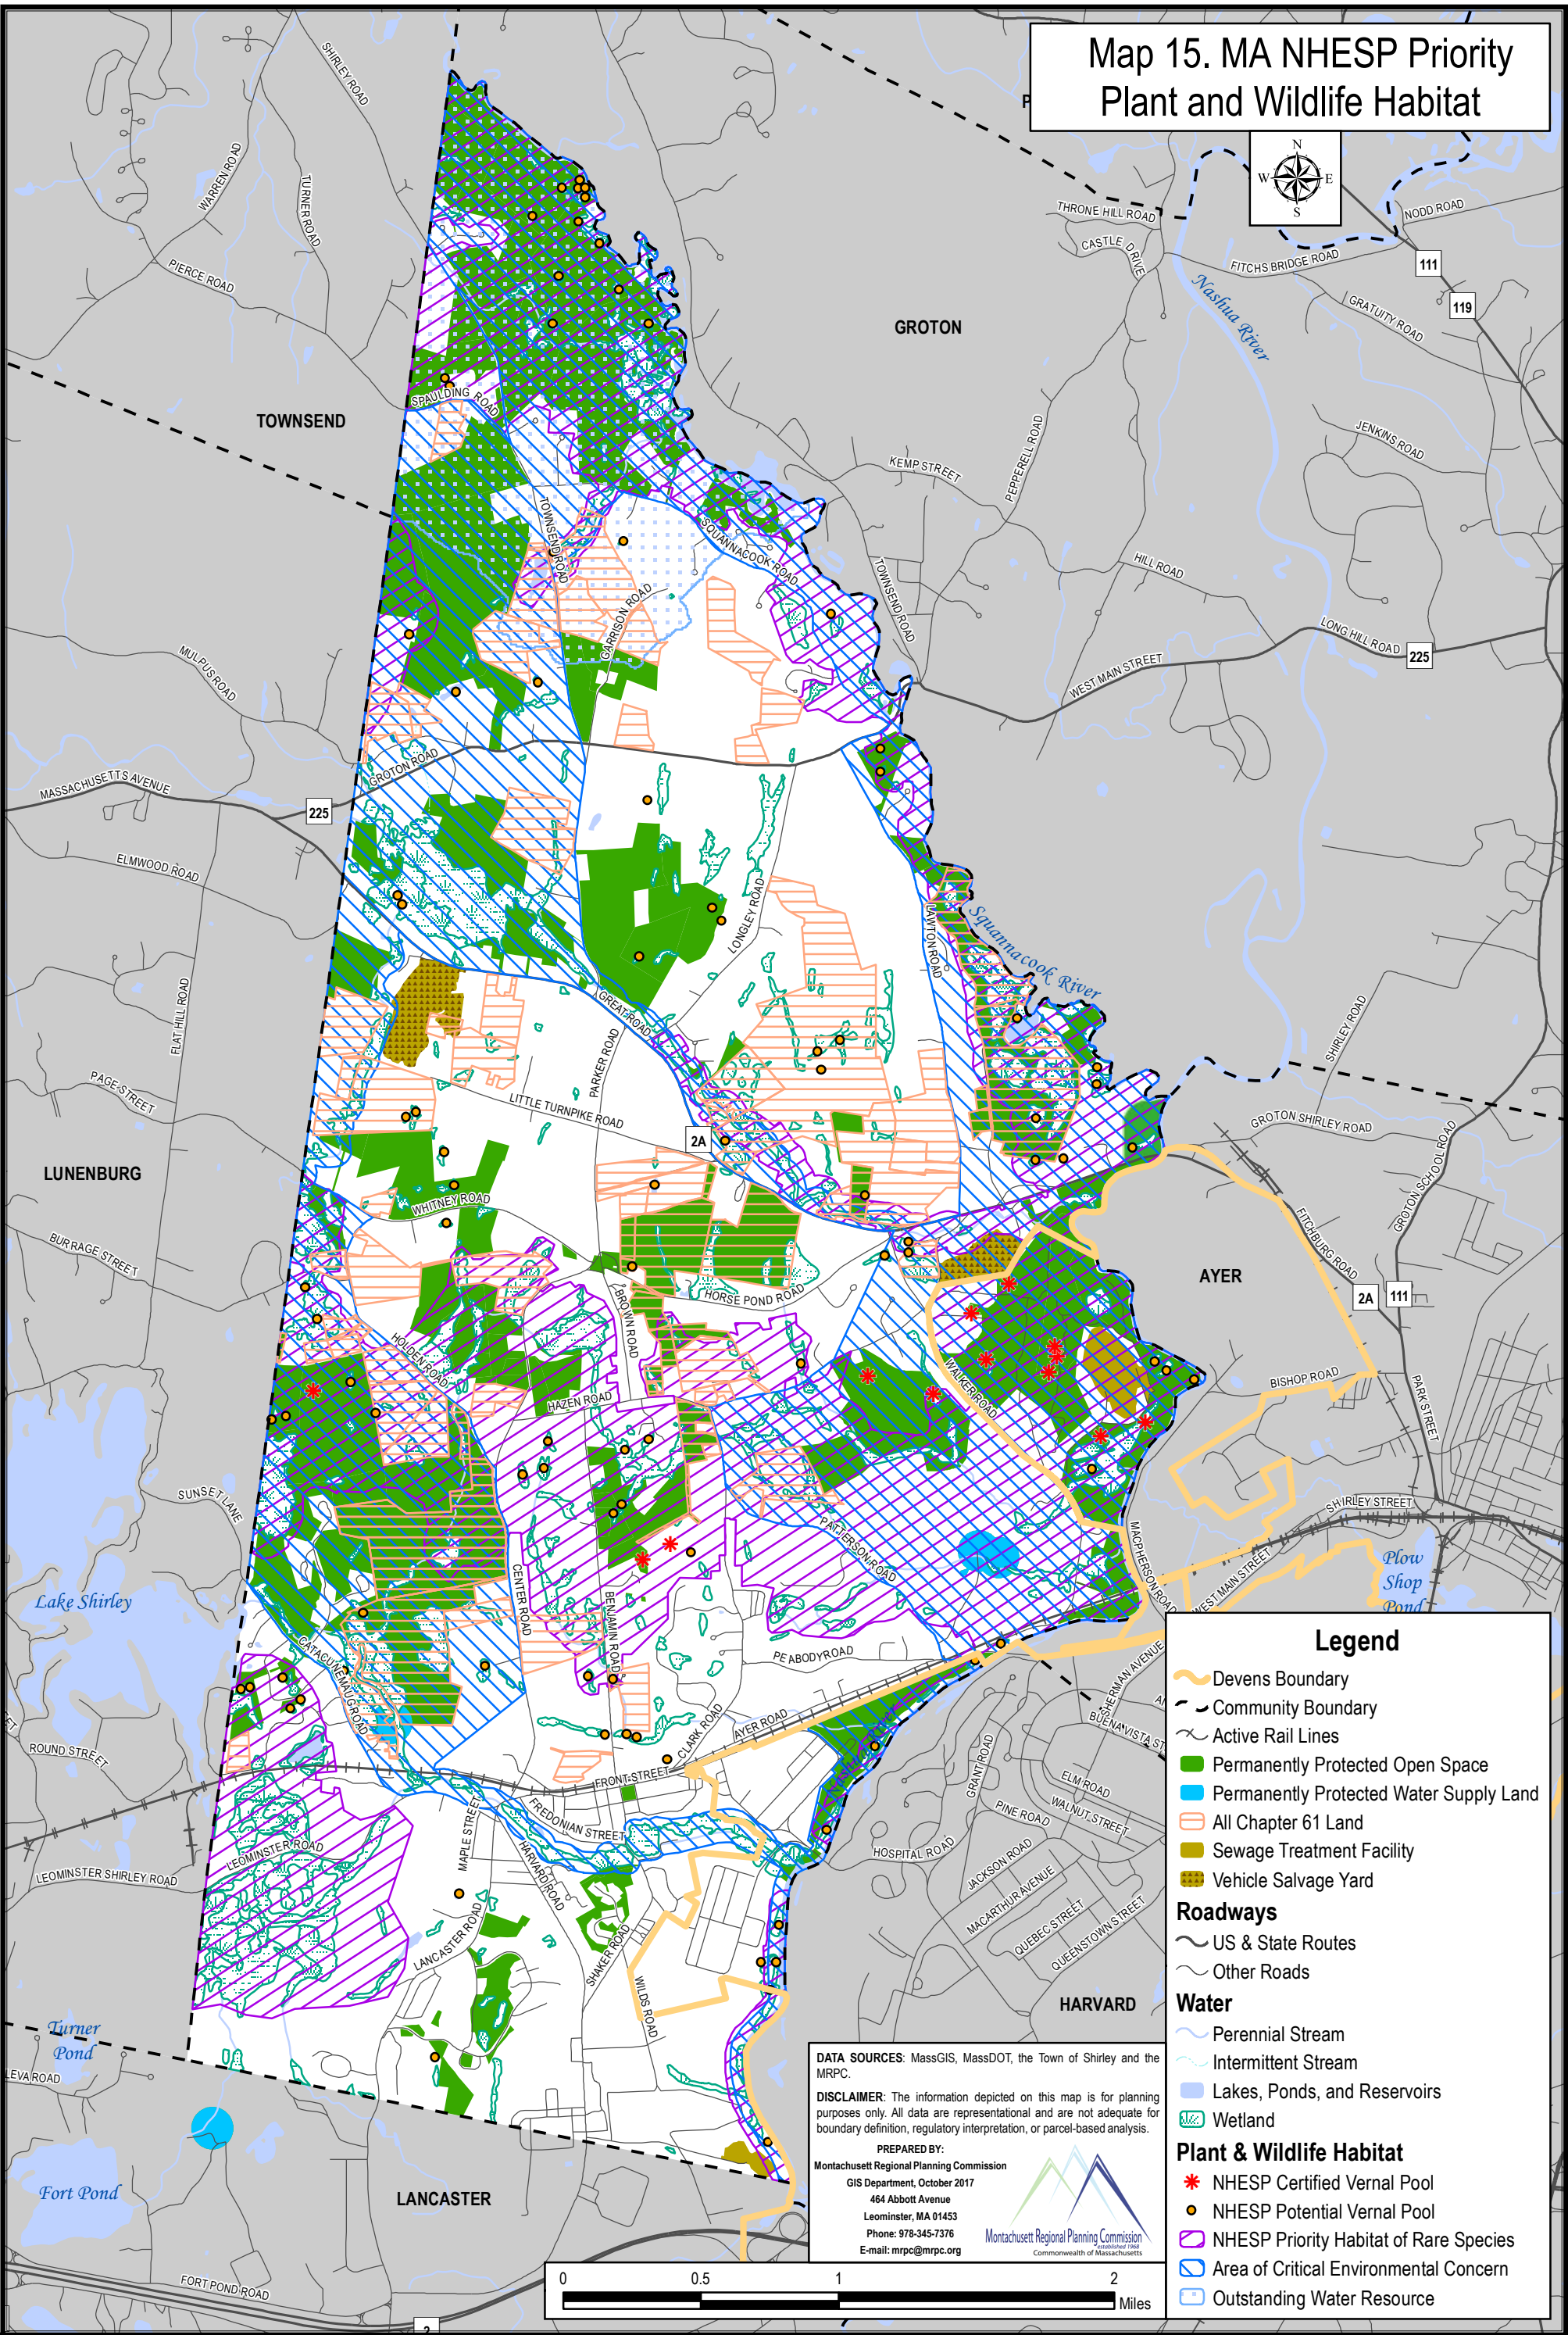 Map 15. MA NHESP Priority
Plant and Wildlife Habitat
N
W E
S
SHIRLEY ROAD
WARREN ROAD
TURNER ROAD
PIERCE ROAD
THRONE HILL ROAD
CASTLE DRIVE
NODD ROAD
FITCHS BRIDGE ROAD
111
119
GRATUITY ROAD
Nashua River
GROTON
TOWNSEND
SPAULDING ROAD
JENKINS ROAD
KEMP STREET
PEPPERELL ROAD
TOWNSEND ROAD
SQUANNACOOK ROAD
HILL ROAD
TOWNSEND ROAD
GARRISON ROAD
LONG HILL ROAD
225
MULPUS ROAD
WEST MAIN STREET
GROTON ROAD
MASSACHUSETTS AVENUE
225
ELMWOOD ROAD
LONGLEY ROAD
LAWTON ROAD
Squannacook River
FLAT HILL ROAD
GREAT ROAD
SHIRLEY ROAD
PARKER ROAD
PAGE STREET
LITTLE TURNPIKE ROAD
2A
GROTON SHIRLEY ROAD
GROTON SCHOOL ROAD
LUNENBURG
WHITNEY ROAD
FITCHBURG ROAD
BURRAGE STREET
AYER
2A
111
HORSE POND ROAD
BROWN ROAD
HOLDEN ROAD
WALKER ROAD
BISHOP ROAD
PARK STREET
HAZEN ROAD
SUNSET LANE
SHIRLEY STREET
PATTERSON ROAD
MACPHERSON ROAD
WEST MAIN STREET
Plow
Shop
Pond
CENTER ROAD
BENJAMIN ROAD
Lake Shirley
CATACUNEMAUG ROAD
PEABODY ROAD
SHERMAN AVENUE
BUENA VISTA ST
CLARK ROAD
AYER ROAD
GRANT ROAD
ROUND STREET
FRONT STREET
ELM ROAD
WALNUT STREET
PINE ROAD
FREDONIAN STREET
MAPLE STREET
HARVARD ROAD
LEOMINSTER ROAD
LEOMINSTER SHIRLEY ROAD
HOSPITAL ROAD
JACKSON ROAD
MACARTHUR AVENUE
QUEBEC STREET
QUEENSTOWN STREET
LANCASTER ROAD
SHAKER ROAD
WILDS ROAD
HARVARD
Turner
Pond
LEVA ROAD
Fort Pond
LANCASTER
FORT POND ROAD
2
DATA SOURCES: MassGIS, MassDOT, the Town of Shirley and the
MRPC.
DISCLAIMER: The information depicted on this map is for planning
purposes only. All data are representational and are not adequate for
boundary definition, regulatory interpretation, or parcel-based analysis.
PREPARED BY:
Montachusett Regional Planning Commission
GIS Department, October 2017
464 Abbott Avenue
Leominster, MA 01453
Phone: 978-345-7376
E-mail: mrpc@mrpc.org
Montachusett Regional Planning Commission
established 1968
Commonwealth of Massachusetts
0 0.5 1 2
Miles
Legend
Devens Boundary
Community Boundary
Active Rail Lines
Permanently Protected Open Space
Permanently Protected Water Supply Land
All Chapter 61 Land
Sewage Treatment Facility
Vehicle Salvage Yard
Roadways
US & State Routes
Other Roads
Water
Perennial Stream
Intermittent Stream
Lakes, Ponds, and Reservoirs
Wetland
Plant & Wildlife Habitat
NHESP Certified Vernal Pool
NHESP Potential Vernal Pool
NHESP Priority Habitat of Rare Species
Area of Critical Environmental Concern
Outstanding Water Resource